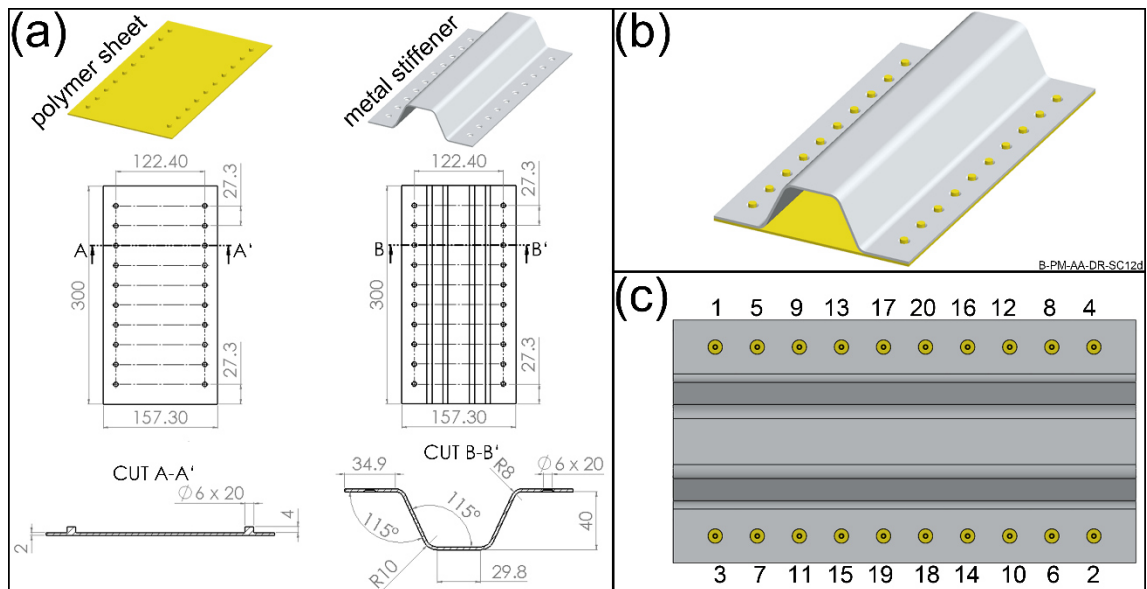 (a)
polymer sheet
metal stiffener
122.40
27.3
A
A'
300
27.3
157.30
122.40
27.3
B
B'
300
27.3
157.30
CUT A-A'
Ø6 x 20
4
2
CUT B-B'
34.9
R8
Ø6 x 20
115°
115°
40
R10
29.8
(b)
B-PM-AA-DR-SC12d
(c)
1 5 9 13 17 20 16 12 8 4
3 7 11 15 19 18 14 10 6 2